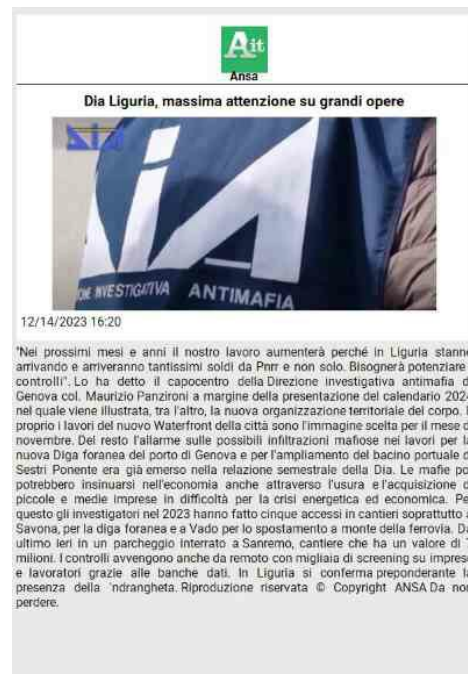 Ait
Ansa
Dia Liguria, massima attenzione su grandi opere
DIA
NE INVESTIGATIVA ANTIMAFIA
12/14/2023 16:20
"Nei prossimi mesi e anni il nostro lavoro aumenterà perché in Liguria stanno
arrivando e arriveranno tantissimi soldi da Pnrr e non solo. Bisognerà potenziare i
controlli". Lo ha detto il capocentro della Direzione investigativa antimafia d
Genova col. Maurizio Panzironi a margine della presentazione del calendario 2024
nel quale viene illustrata, tra l'altro, la nuova organizzazione territoriale del corpo.
proprio i lavori del nuovo Waterfront della città sono l'immagine scelta per il mese d
novembre. Del resto l'allarme sulle possibili infiltrazioni mafiose nei lavori per la
nuova Diga foranea del porto di Genova e per l'ampliamento del bacino portuale d
Sestri Ponente era già emerso nella relazione semestrale della Dia. Le mafie poi
potrebbero insinuarsi nell'economia anche attraverso l'usura e l'acquisizione d
piccole e medie imprese in difficoltà per la crisi energetica ed economica. Pe
questo gli investigatori nel 2023 hanno fatto cinque accessi in cantieri soprattutto a
Savona, per la diga foranea e a Vado per lo spostamento a monte della ferrovia. Da
ultimo ieri in un parcheggio interrato a Sanremo, cantiere che ha un valore di
milioni. I controlli avvengono anche da remoto con migliaia di screening su imprese
e lavoratori grazie alle banche dati. In Liguria si conferma preponderante la
presenza della 'ndrangheta. Riproduzione riservata © Copyright ANSA Da non
perdere.